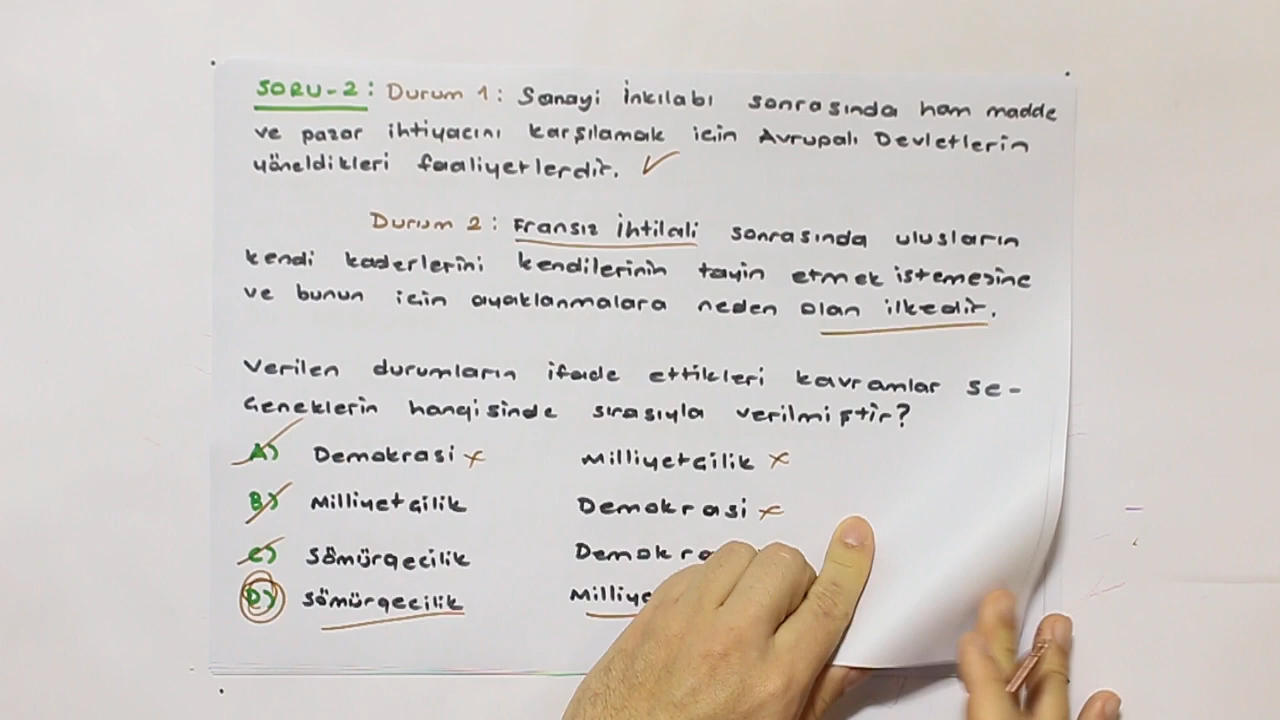 SORU-2: Durum 1: Sanayi İnkılabı sonrasında ham madde
ve pazar ihtiyacını karşılamak için Avrupalı Devletlerin
yöneldikleri faaliyetlerdir.
Durum 2: Fransız İhtilali sonrasında ulusların
kendi kaderlerini kendilerinin tayin etmek istemesine
ve bunun için ayaklanmalara neden olan ilkedir.
Verilen durumların ifade ettikleri kavramlar se-
çeneklerin hangisinde sırasıyla verilmiştir?
A) Demokrasi Milliyetçilik
B) Milliyetçilik Demokrasi
C) Sömürgecilik
D) Sömürgecilik